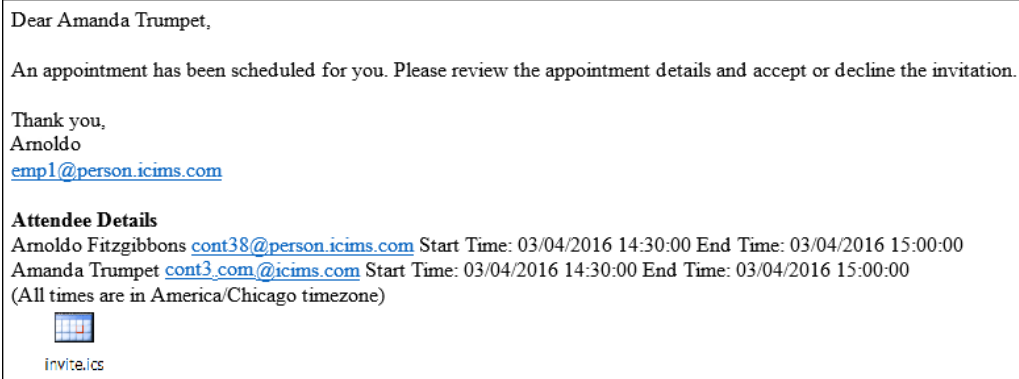 Dear Amanda Trumpet,
An appointment has been scheduled for you. Please review the appointment details and accept or decline the invitation.
Thank you,
Arnoldo
emp1@person.icims.com
Attendee Details
Arnoldo Fitzgibbons cont38@person.icims.com Start Time: 03/04/2016 14:30:00 End Time: 03/04/2016 15:00:00
Amanda Trumpet cont3.com@icims.com Start Time: 03/04/2016 14:30:00 End Time: 03/04/2016 15:00:00
(All times are in America/Chicago timezone)
invite.ics